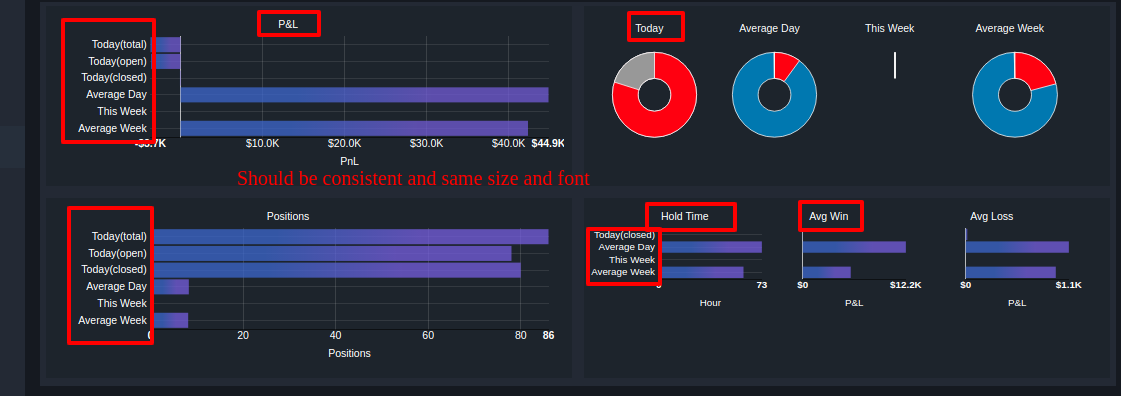 P&L
Today(total)
Today(open)
Today(closed)
Average Day
This Week
Average Week
-$3.7K $10.0K $20.0K $30.0K $40.0K $44.9K
PnL
Today Average Day This Week Average Week
Should be consistent and same size and font
Positions
Today(total)
Today(open)
Today(closed)
Average Day
This Week
Average Week
0 20 40 60 80 86
Positions
Hold Time Avg Win Avg Loss
Today(closed)
Average Day
This Week
Average Week
0 73 $0 $12.2K $0 $1.1K
Hour P&L P&L